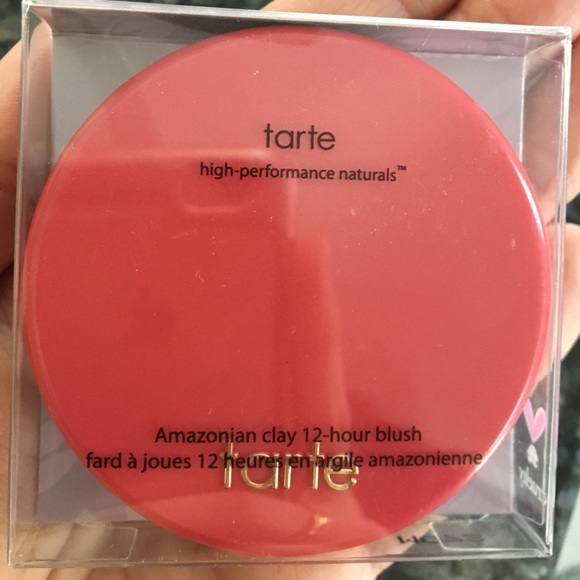 tarte
high-performance naturals™
Amazonian clay 12-hour blush
fard à joues 12 heures en argile amazonienne
tarte